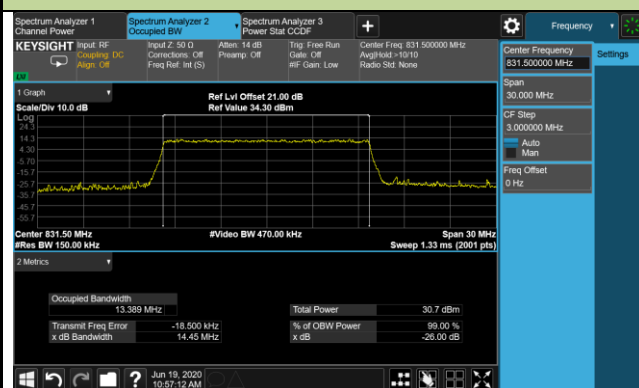 Spectrum Analyzer 1
Channel Power
Spectrum Analyzer 2
Occupied BW
Spectrum Analyzer 3
Power Stat CCDF
+
Frequency
KEYSIGHT
Input: RF
Coupling: DC
Align: Off
Input Z: 50 Ω
Corrections: Off
Freq Ref: Int (S)
Atten: 14 dB
Preamp: Off
Trig: Free Run
Gate: Off
#IF Gain: Low
Center Freq: 831.500000 MHz
Avg|Hold:>10/10
Radio Std: None
Center Frequency
831.500000 MHz
Settings
Span
30.000 MHz
CF Step
3.000000 MHz
Auto
Man
Freq Offset
0 Hz
1 Graph
Scale/Div 10.0 dB
Ref Lvl Offset 21.00 dB
Ref Value 34.30 dBm
Log
24.3
14.3
4.30
-5.70
-15.7
-25.7
-35.7
-45.7
-55.7
Center 831.50 MHz
#Video BW 470.00 kHz
Span 30 MHz
#Res BW 150.00 kHz
Sweep 1.33 ms (2001 pts)
2 Metrics
Occupied Bandwidth
13.389 MHz
Total Power 30.7 dBm
Transmit Freq Error -18.500 kHz
% of OBW Power 99.00 %
x dB Bandwidth 14.45 MHz
x dB -26.00 dB
?
Jun 19, 2020
10:57:12 AM